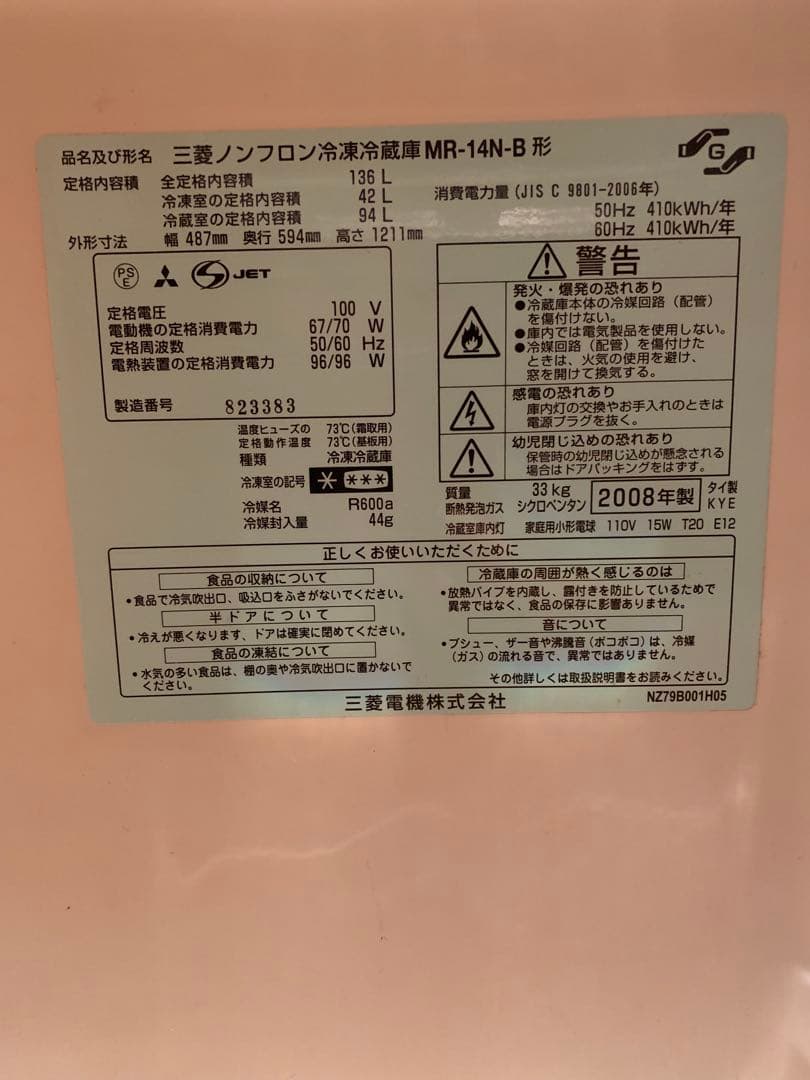 品名及び形名 三菱ノンフロン冷凍冷蔵庫 MR-14N-B 形
定格内容積 全定格内容積 136 L
冷凍室の定格内容積 42 L
冷蔵室の定格内容積 94 L
外形寸法 幅 487mm 奥行 594mm 高さ 1211mm
G
消費電力量 (JIS C 9801-2006年)
50Hz 410kWh/年
60Hz 410kWh/年
PS
E
S JET
定格電圧 100 V
電動機の定格消費電力 67/70 W
定格周波数 50/60 Hz
電熱装置の定格消費電力 96/96 W
製造番号 823383
温度ヒューズの 73℃(霜取用)
定格動作温度 73℃(基板用)
種類 冷凍冷蔵庫
冷凍室の記号 * ***
冷媒名 R600a
冷媒封入量 44g
警告
発火・爆発の恐れあり
●冷蔵庫本体の冷媒回路(配管)
を傷付けない。
●庫内では電気製品を使用しない。
●冷媒回路(配管)を傷付けた
ときは、火気の使用を避け、
窓を開けて換気する。
感電の恐れあり
庫内灯の交換やお手入れのときは
電源プラグを抜く。
幼児閉じ込めの恐れあり
保管時の幼児閉じ込めが懸念される
場合はドアパッキングをはずす。
質量 33 kg
断熱発泡ガス シクロペンタン
2008年製
タイ製
KYE
冷蔵室庫内灯 家庭用小形電球 110V 15W T20 E12
正しくお使いいただくために
食品の収納について
•食品で冷気吹出口、吸込口をふさがないでください。
半ドアについて
•冷えが悪くなります、ドアは確実に閉めてください。
食品の凍結について
•水気の多い食品は、棚の奥や冷気吹出口に置かないで
ください。
冷蔵庫の周囲が熱く感じるのは
•放熱パイプを内蔵し、露付きを防止しているためで
異常ではなく、食品の保存に影響ありません。
音について
•プシュー、ザー音や沸騰音(ボコボコ)は、冷媒
(ガス)の流れる音で、異常ではありません。
その他詳しくは取扱説明書をお読みください。
三菱電機株式会社
NZ79B001H05